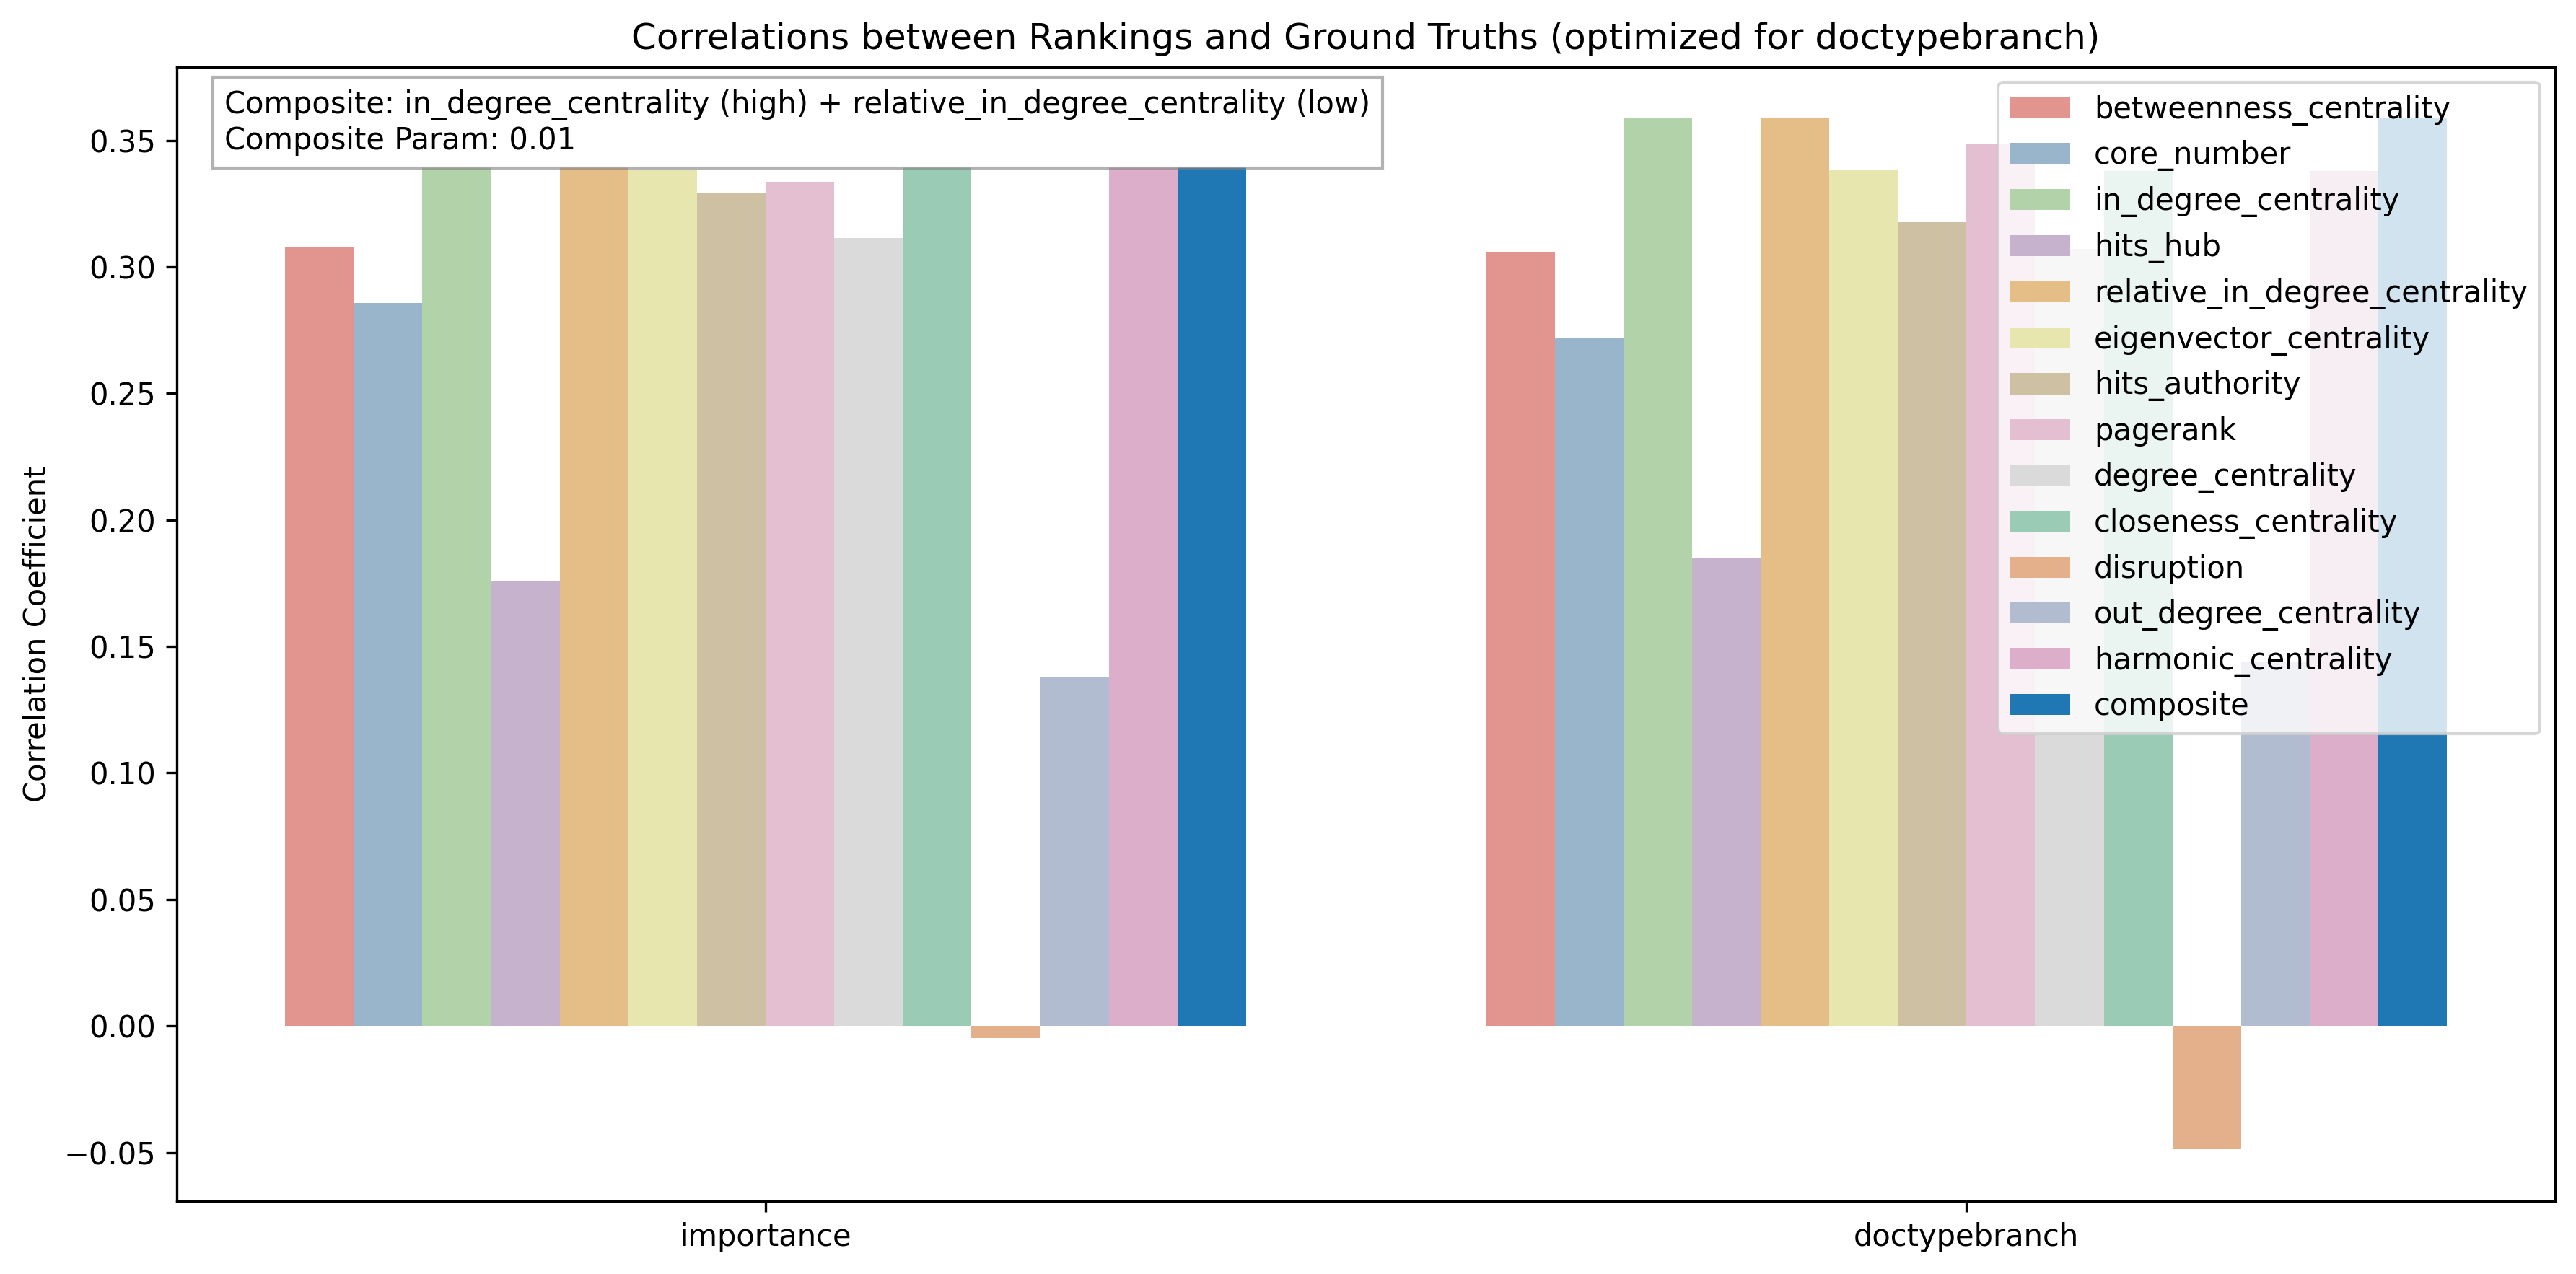 Correlations between Rankings and Ground Truths (optimized for doctypebranch)
Composite: in_degree_centrality (high) + relative_in_degree_centrality (low)
Composite Param: 0.01
betweenness_centrality
core_number
in_degree_centrality
hits_hub
relative_in_degree_centrality
eigenvector_centrality
hits_authority
pagerank
degree_centrality
closeness_centrality
disruption
out_degree_centrality
harmonic_centrality
composite
Correlation Coefficient
0.35
0.30
0.25
0.20
0.15
0.10
0.05
0.00
−0.05
importance
doctypebranch